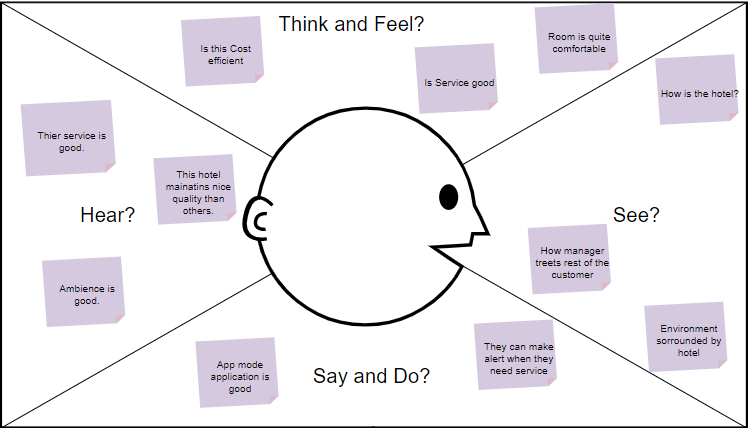 Think and Feel?
Is this Cost
efficient
Is Service good
Room is quite
comfortable
How is the hotel?
Thier service is
good.
This hotel
mainatins nice
quality than
others.
Hear?
Ambience is
good.
See?
How manager
treets rest of the
customer
Environment
sorrounded by
hotel
App mode
application is
good
Say and Do?
They can make
alert when they
need service